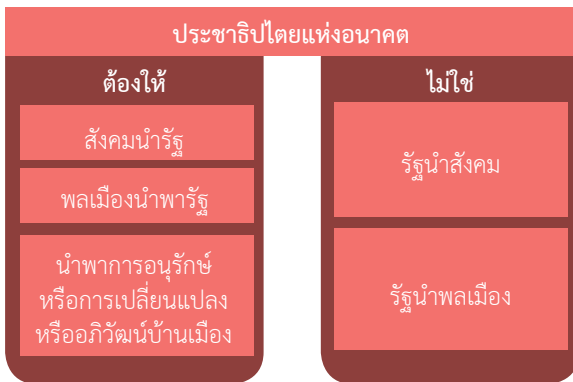 ประชาธิปไตยแห่งอนาคต
ต้องให้
สังคมนำรัฐ
พลเมืองนำพารัฐ
นำพาการอนุรักษ์
หรือการเปลี่ยนแปลง
หรืออภิวัฒน์บ้านเมือง
ไม่ใช่
รัฐนำสังคม
รัฐนำพลเมือง